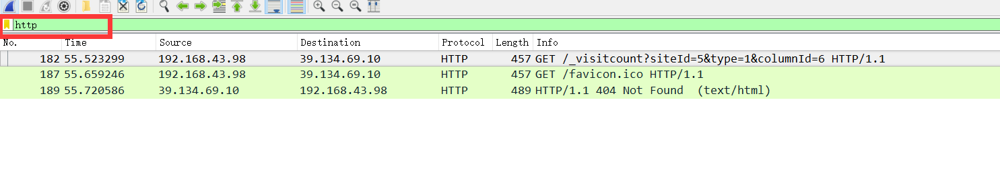 http
No. Time Source Destination Protocol Length Info
182 55.523299 192.168.43.98 39.134.69.10 HTTP 457 GET /_visitcount?siteId=5&type=1&columnId=6 HTTP/1.1
187 55.659246 192.168.43.98 39.134.69.10 HTTP 457 GET /favicon.ico HTTP/1.1
189 55.720586 39.134.69.10 192.168.43.98 HTTP 489 HTTP/1.1 404 Not Found (text/html)